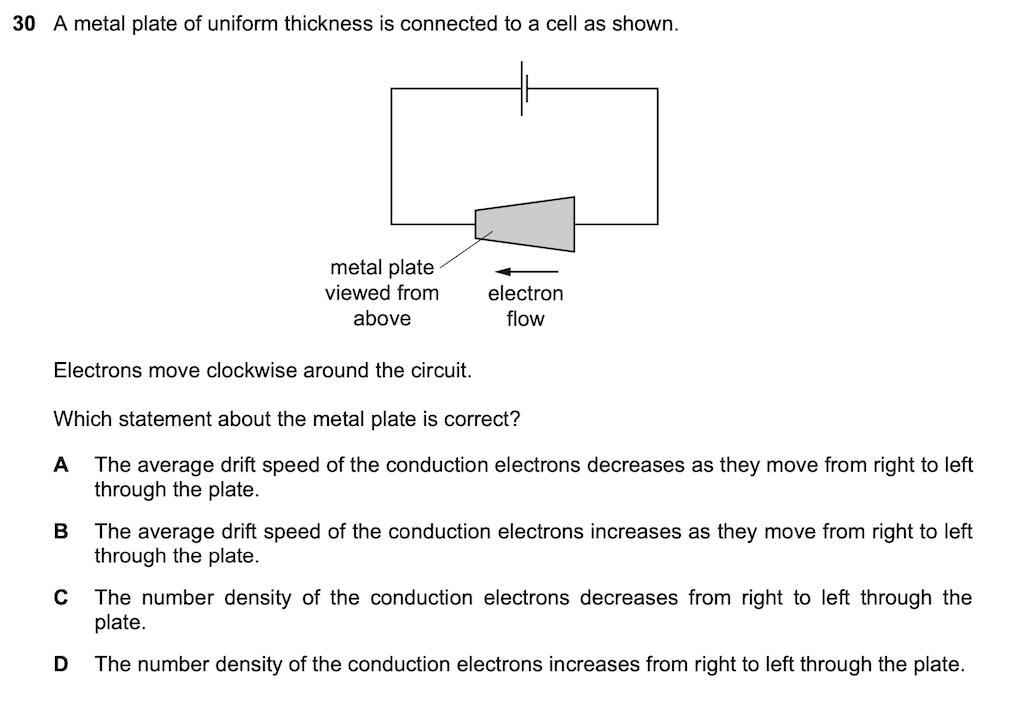 30 A metal plate of uniform thickness is connected to a cell as shown.
metal plate
viewed from
above
electron
flow
Electrons move clockwise around the circuit.
Which statement about the metal plate is correct?
A The average drift speed of the conduction electrons decreases as they move from right to left
through the plate.
B The average drift speed of the conduction electrons increases as they move from right to left
through the plate.
C The number density of the conduction electrons decreases from right to left through the
plate.
D The number density of the conduction electrons increases from right to left through the plate.